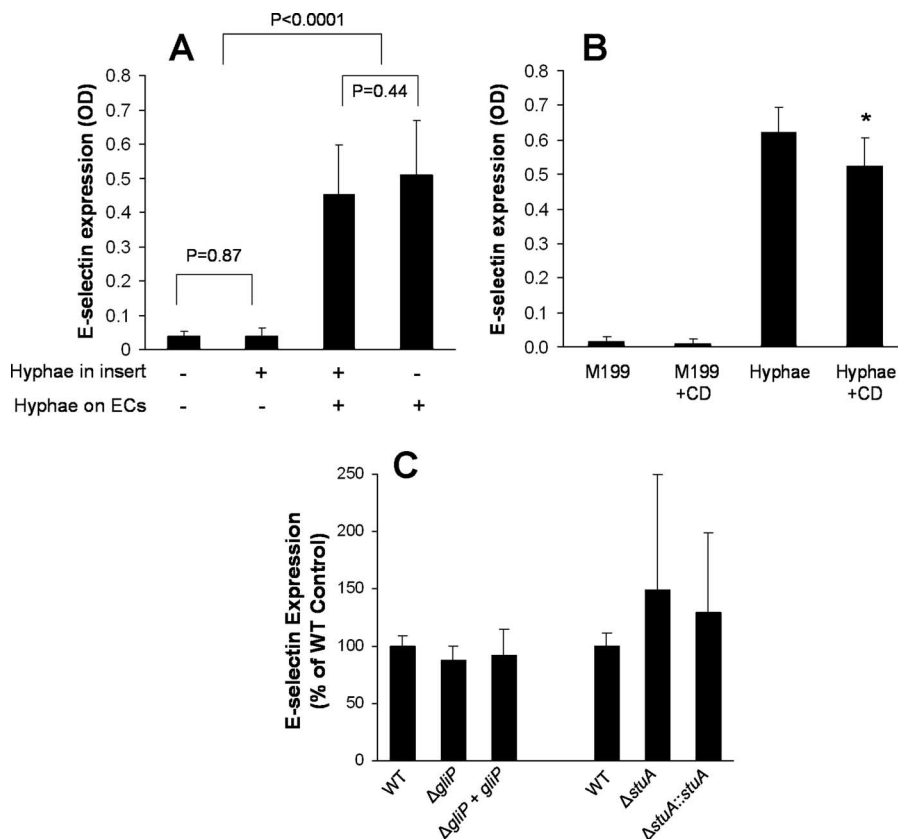 A
P<0.0001
P=0.44
P=0.87
E-selectin expression (OD)
0.8
0.7
0.6
0.5
0.4
0.3
0.2
0.1
0
Hyphae in insert - + + -
Hyphae on ECs - - + +
B
*
E-selectin expression (OD)
0.8
0.7
0.6
0.5
0.4
0.3
0.2
0.1
0.0
M199
M199
+CD
Hyphae
Hyphae
+CD
C
E-selectin Expression
(% of WT Control)
250
200
150
100
50
0
WT
ΔgliP
ΔgliP + gliP
WT
ΔstuA
ΔstuA::stuA